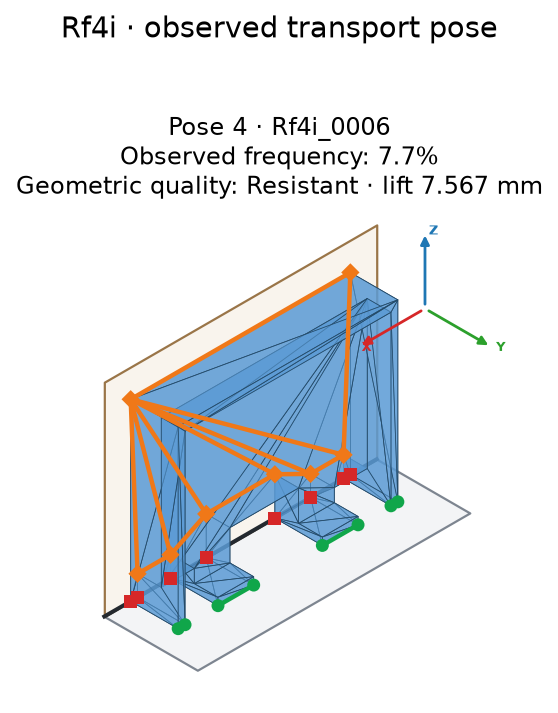 Rf4i · observed transport pose
Pose 4 · Rf4i_0006
Observed frequency: 7.7%
Geometric quality: Resistant · lift 7.567 mm
Z
X
Y